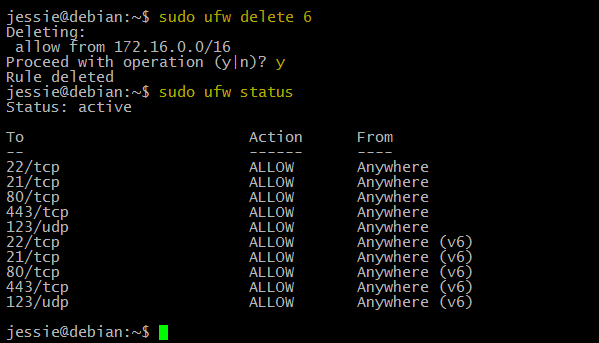 jessie@debian:~$ sudo ufw delete 6
Deleting:
 allow from 172.16.0.0/16
Proceed with operation (y|n)? y
Rule deleted
jessie@debian:~$ sudo ufw status
Status: active

To                         Action      From
--                         ------      ----
22/tcp                     ALLOW       Anywhere
21/tcp                     ALLOW       Anywhere
80/tcp                     ALLOW       Anywhere
443/tcp                    ALLOW       Anywhere
123/udp                    ALLOW       Anywhere
22/tcp                     ALLOW       Anywhere (v6)
21/tcp                     ALLOW       Anywhere (v6)
80/tcp                     ALLOW       Anywhere (v6)
443/tcp                    ALLOW       Anywhere (v6)
123/udp                    ALLOW       Anywhere (v6)

jessie@debian:~$